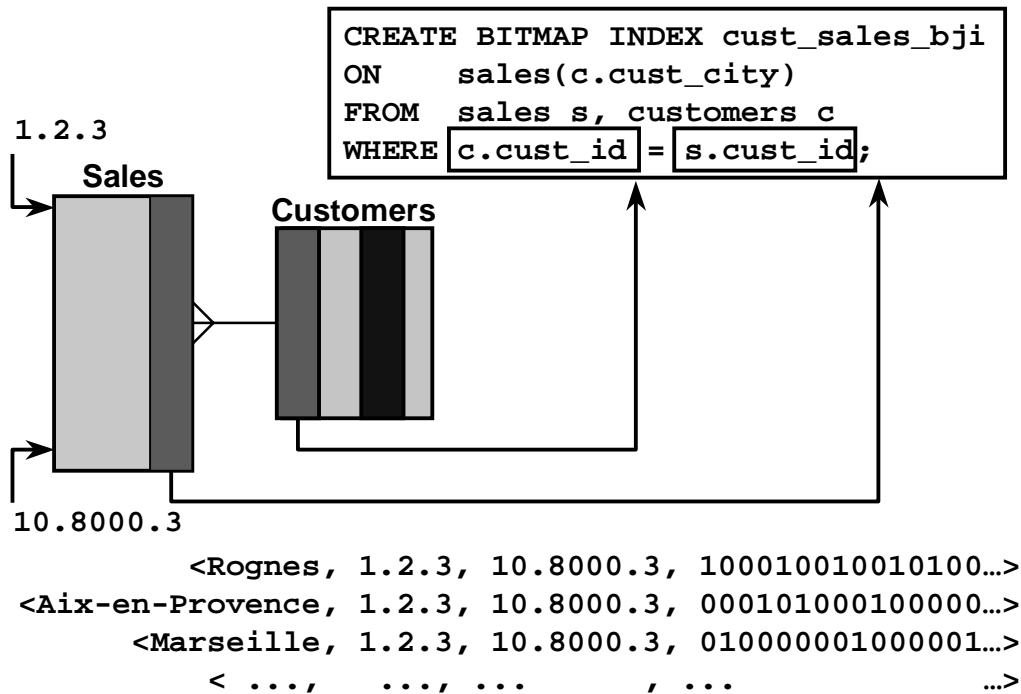 CREATE BITMAP INDEX cust_sales_bji
ON sales(c.cust_city)
FROM sales s, customers c
WHERE c.cust_id = s.cust_id;
1.2.3
Sales
Customers
10.8000.3
<Rognes, 1.2.3, 10.8000.3, 100010010010100…>
<Aix-en-Provence, 1.2.3, 10.8000.3, 000101000100000…>
<Marseille, 1.2.3, 10.8000.3, 010000001000001…>
< ..., ..., ... , ... …>